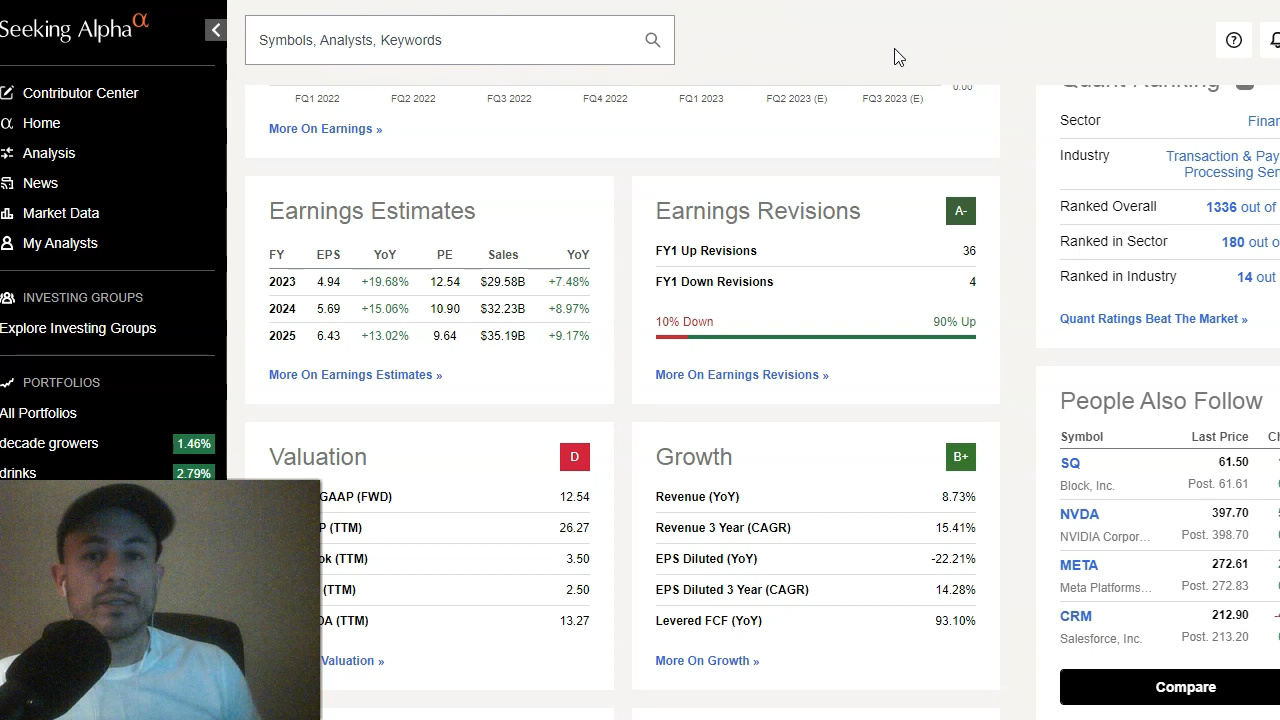 Seeking Alpha α
Symbols, Analysts, Keywords
Contributor Center
Home
Analysis
News
Market Data
My Analysts
INVESTING GROUPS
Explore Investing Groups
PORTFOLIOS
All Portfolios
decade growers 1.46%
drinks 2.79%
0.00
FQ1 2022 FQ2 2022 FQ3 2022 FQ4 2022 FQ1 2023 FQ2 2023 (E) FQ3 2023 (E)
More On Earnings »
Earnings Estimates
FY EPS YoY PE Sales YoY
2023 4.94 +19.68% 12.54 $29.58B +7.48%
2024 5.69 +15.06% 10.90 $32.23B +8.97%
2025 6.43 +13.02% 9.64 $35.19B +9.17%
More On Earnings Estimates »
Earnings Revisions A-
FY1 Up Revisions 36
FY1 Down Revisions 4
10% Down 90% Up
More On Earnings Revisions »
Valuation D
GAAP (FWD) 12.54
(TTM) 26.27
(TTM) 3.50
(TTM) 2.50
(TTM) 13.27
Valuation »
Growth B+
Revenue (YoY) 8.73%
Revenue 3 Year (CAGR) 15.41%
EPS Diluted (YoY) -22.21%
EPS Diluted 3 Year (CAGR) 14.28%
Levered FCF (YoY) 93.10%
More On Growth »
Quant Ranking
Sector Finan
Industry Transaction & Pay
Processing Ser
Ranked Overall 1336 out of
Ranked in Sector 180 out o
Ranked in Industry 14 out
Quant Ratings Beat The Market »
People Also Follow
Symbol Last Price Ch
SQ 61.50
Block, Inc. Post. 61.61
NVDA 397.70
NVIDIA Corpor... Post. 398.70
META 272.61
Meta Platforms... Post. 272.83
CRM 212.90
Salesforce, Inc. Post. 213.20
Compare